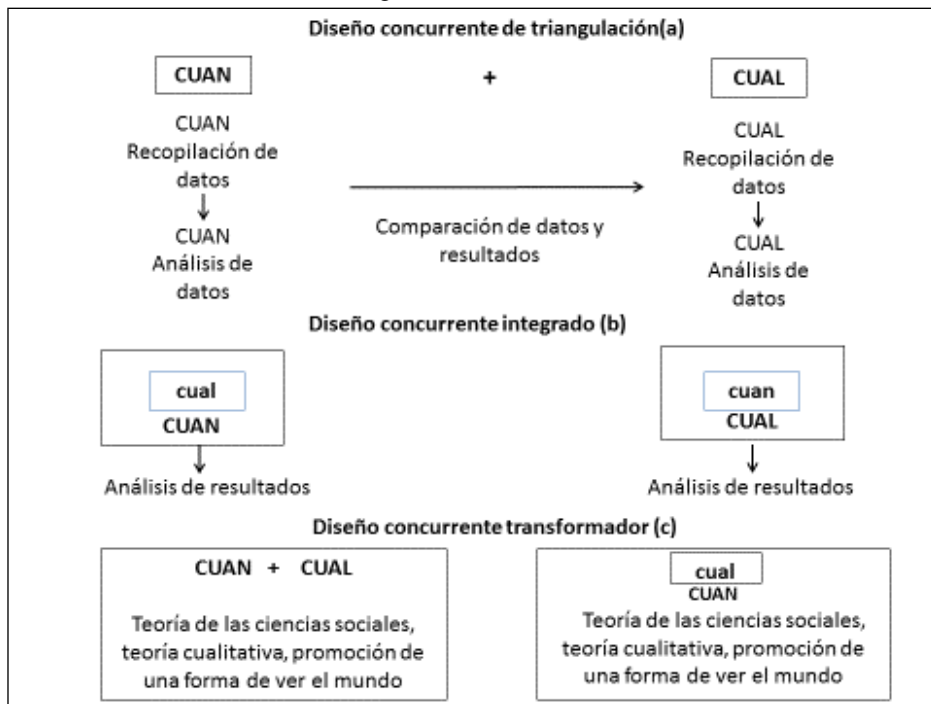 Diseño concurrente de triangulación(a)
CUAN + CUAL
CUAN
Recopilación de
datos
CUAN
Análisis de
datos
Comparación de datos y
resultados
CUAL
Recopilación de
datos
CUAL
Análisis de
datos
Diseño concurrente integrado (b)
cual
CUAN
Análisis de resultados
cuan
CUAL
Análisis de resultados
Diseño concurrente transformador (c)
CUAN + CUAL
Teoría de las ciencias sociales,
teoría cualitativa, promoción de
una forma de ver el mundo
cual
CUAN
Teoría de las ciencias sociales,
teoría cualitativa, promoción de
una forma de ver el mundo